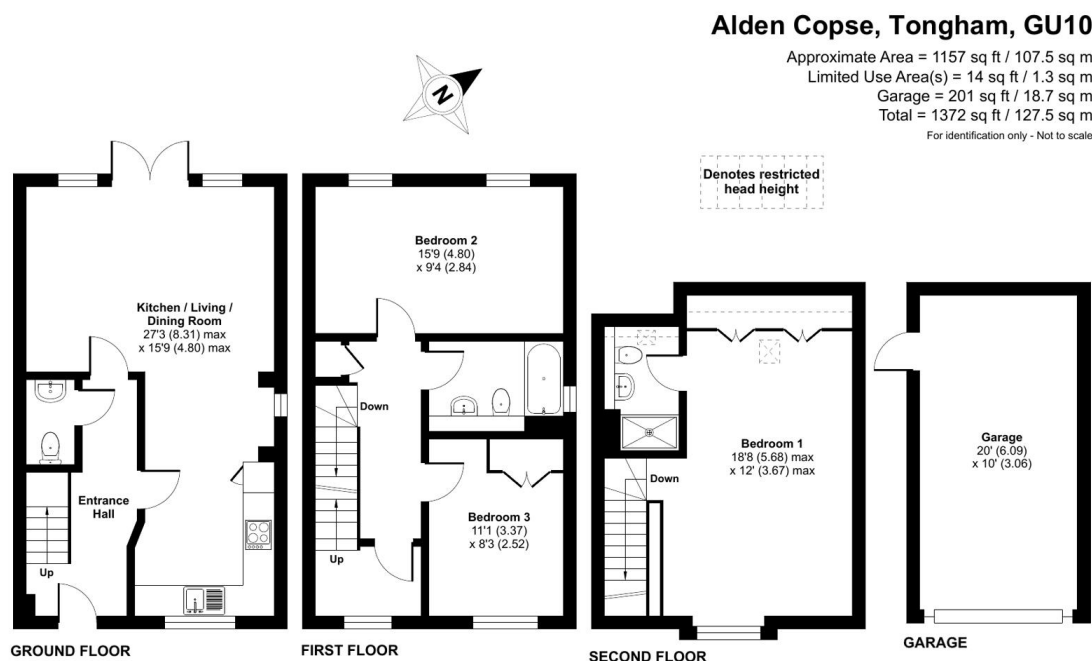 Alden Copse, Tongham, GU10
Approximate Area = 1157 sq ft / 107.5 sq m
Limited Use Area(s) = 14 sq ft / 1.3 sq m
Garage = 201 sq ft / 18.7 sq m
Total = 1372 sq ft / 127.5 sq m
For identification only - Not to scale
N
Denotes restricted
head height
Kitchen / Living /
Dining Room
27'3 (8.31) max
x 15'9 (4.80) max
Entrance
Hall
Up
GROUND FLOOR
Bedroom 2
15'9 (4.80)
x 9'4 (2.84)
Down
Bedroom 3
11'1 (3.37)
x 8'3 (2.52)
Up
FIRST FLOOR
Bedroom 1
18'8 (5.68) max
x 12' (3.67) max
Down
SECOND FLOOR
Garage
20' (6.09)
x 10' (3.06)
GARAGE